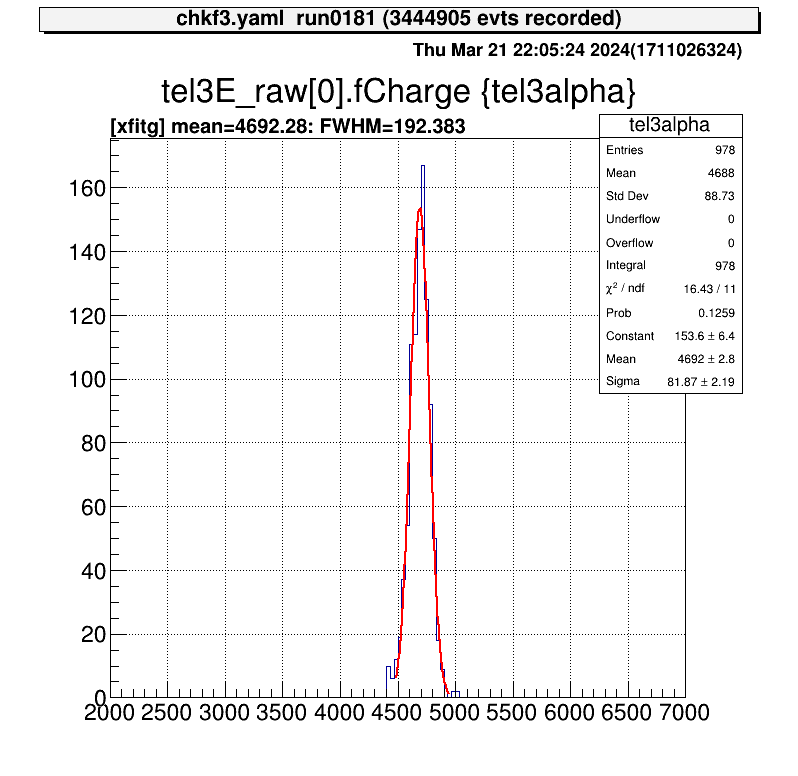 chkf3.yaml run0181 (3444905 evts recorded)
Thu Mar 21 22:05:24 2024(1711026324)
tel3E_raw[0].fCharge {tel3alpha}
[xfitg] mean=4692.28: FWHM=192.383
tel3alpha
Entries 978
Mean 4688
Std Dev 88.73
Underflow 0
Overflow 0
Integral 978
χ² / ndf 16.43 / 11
Prob 0.1259
Constant 153.6 ± 6.4
Mean 4692 ± 2.8
Sigma 81.87 ± 2.19
160
140
120
100
80
60
40
20
0
2000 2500 3000 3500 4000 4500 5000 5500 6000 6500 7000